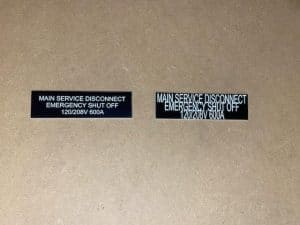 MAIN SERVICE DISCONNECT
EMERGENCY SHUT OFF
120/208V 600A
MAIN SERVICE DISCONNECT
EMERGENCY SHUT OFF
120/208V 600A